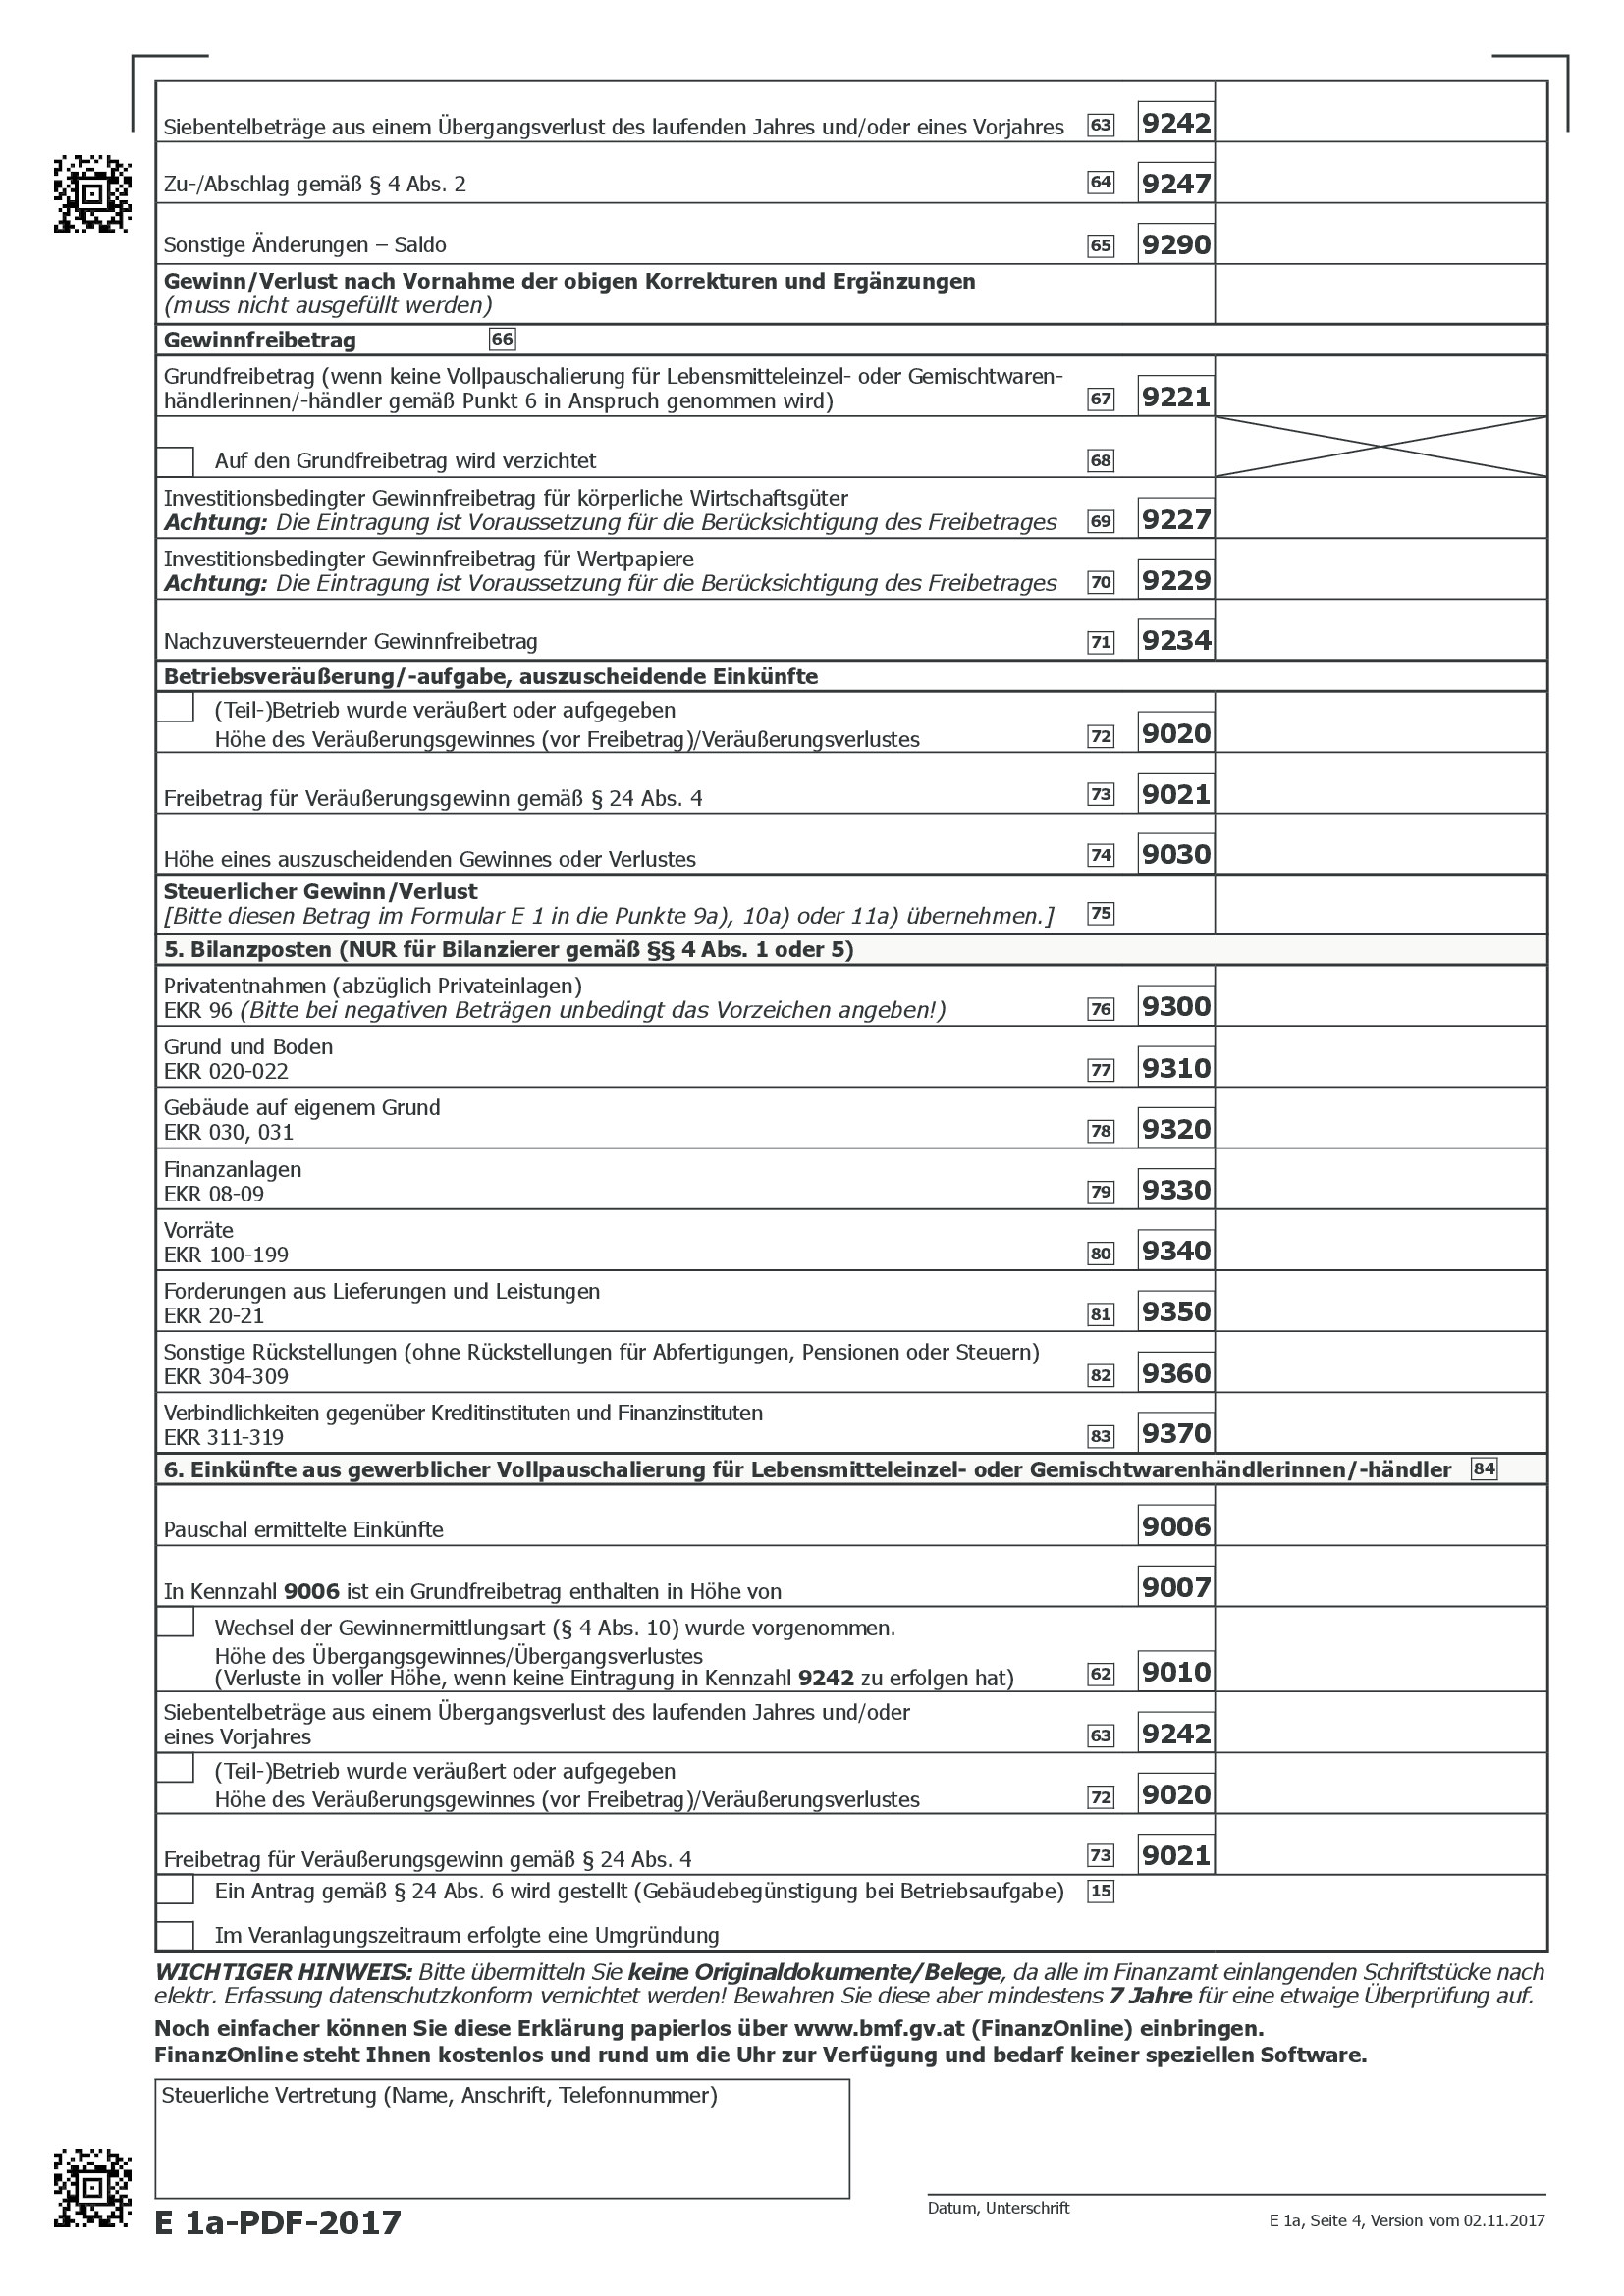 Siebentelbeträge aus einem Übergangsverlust des laufenden Jahres und/oder eines Vorjahres 63 9242
Zu-/Abschlag gemäß § 4 Abs. 2 64 9247
Sonstige Änderungen – Saldo 65 9290
Gewinn/Verlust nach Vornahme der obigen Korrekturen und Ergänzungen
(muss nicht ausgefüllt werden)
Gewinnfreibetrag 66
Grundfreibetrag (wenn keine Vollpauschalierung für Lebensmitteleinzel- oder Gemischtwaren-
händlerinnen/-händler gemäß Punkt 6 in Anspruch genommen wird) 67 9221
Auf den Grundfreibetrag wird verzichtet 68
Investitionsbedingter Gewinnfreibetrag für körperliche Wirtschaftsgüter
Achtung: Die Eintragung ist Voraussetzung für die Berücksichtigung des Freibetrages 69 9227
Investitionsbedingter Gewinnfreibetrag für Wertpapiere
Achtung: Die Eintragung ist Voraussetzung für die Berücksichtigung des Freibetrages 70 9229
Nachzuversteuernder Gewinnfreibetrag 71 9234
Betriebsveräußerung/-aufgabe, auszuscheidende Einkünfte
(Teil-)Betrieb wurde veräußert oder aufgegeben
Höhe des Veräußerungsgewinnes (vor Freibetrag)/Veräußerungsverlustes 72 9020
Freibetrag für Veräußerungsgewinn gemäß § 24 Abs. 4 73 9021
Höhe eines auszuscheidenden Gewinnes oder Verlustes 74 9030
Steuerlicher Gewinn/Verlust
[Bitte diesen Betrag im Formular E 1 in die Punkte 9a), 10a) oder 11a) übernehmen.] 75
5. Bilanzposten (NUR für Bilanzierer gemäß §§ 4 Abs. 1 oder 5)
Privatentnahmen (abzüglich Privateinlagen)
EKR 96 (Bitte bei negativen Beträgen unbedingt das Vorzeichen angeben!) 76 9300
Grund und Boden
EKR 020-022 77 9310
Gebäude auf eigenem Grund
EKR 030, 031 78 9320
Finanzanlagen
EKR 08-09 79 9330
Vorräte
EKR 100-199 80 9340
Forderungen aus Lieferungen und Leistungen
EKR 20-21 81 9350
Sonstige Rückstellungen (ohne Rückstellungen für Abfertigungen, Pensionen oder Steuern)
EKR 304-309 82 9360
Verbindlichkeiten gegenüber Kreditinstituten und Finanzinstituten
EKR 311-319 83 9370
6. Einkünfte aus gewerblicher Vollpauschalierung für Lebensmitteleinzel- oder Gemischtwarenhändlerinnen/-händler 84
Pauschal ermittelte Einkünfte 9006
In Kennzahl 9006 ist ein Grundfreibetrag enthalten in Höhe von 9007
Wechsel der Gewinnermittlungsart (§ 4 Abs. 10) wurde vorgenommen.
Höhe des Übergangsgewinnes/Übergangsverlustes
(Verluste in voller Höhe, wenn keine Eintragung in Kennzahl 9242 zu erfolgen hat) 62 9010
Siebentelbeträge aus einem Übergangsverlust des laufenden Jahres und/oder
eines Vorjahres 63 9242
(Teil-)Betrieb wurde veräußert oder aufgegeben
Höhe des Veräußerungsgewinnes (vor Freibetrag)/Veräußerungsverlustes 72 9020
Freibetrag für Veräußerungsgewinn gemäß § 24 Abs. 4 73 9021
Ein Antrag gemäß § 24 Abs. 6 wird gestellt (Gebäudebegünstigung bei Betriebsaufgabe) 15
Im Veranlagungszeitraum erfolgte eine Umgründung
WICHTIGER HINWEIS: Bitte übermitteln Sie keine Originaldokumente/Belege, da alle im Finanzamt einlangenden Schriftstücke nach
elektr. Erfassung datenschutzkonform vernichtet werden! Bewahren Sie diese aber mindestens 7 Jahre für eine etwaige Überprüfung auf.
Noch einfacher können Sie diese Erklärung papierlos über www.bmf.gv.at (FinanzOnline) einbringen.
FinanzOnline steht Ihnen kostenlos und rund um die Uhr zur Verfügung und bedarf keiner speziellen Software.
Steuerliche Vertretung (Name, Anschrift, Telefonnummer)
Datum, Unterschrift
E 1a-PDF-2017
E 1a, Seite 4, Version vom 02.11.2017